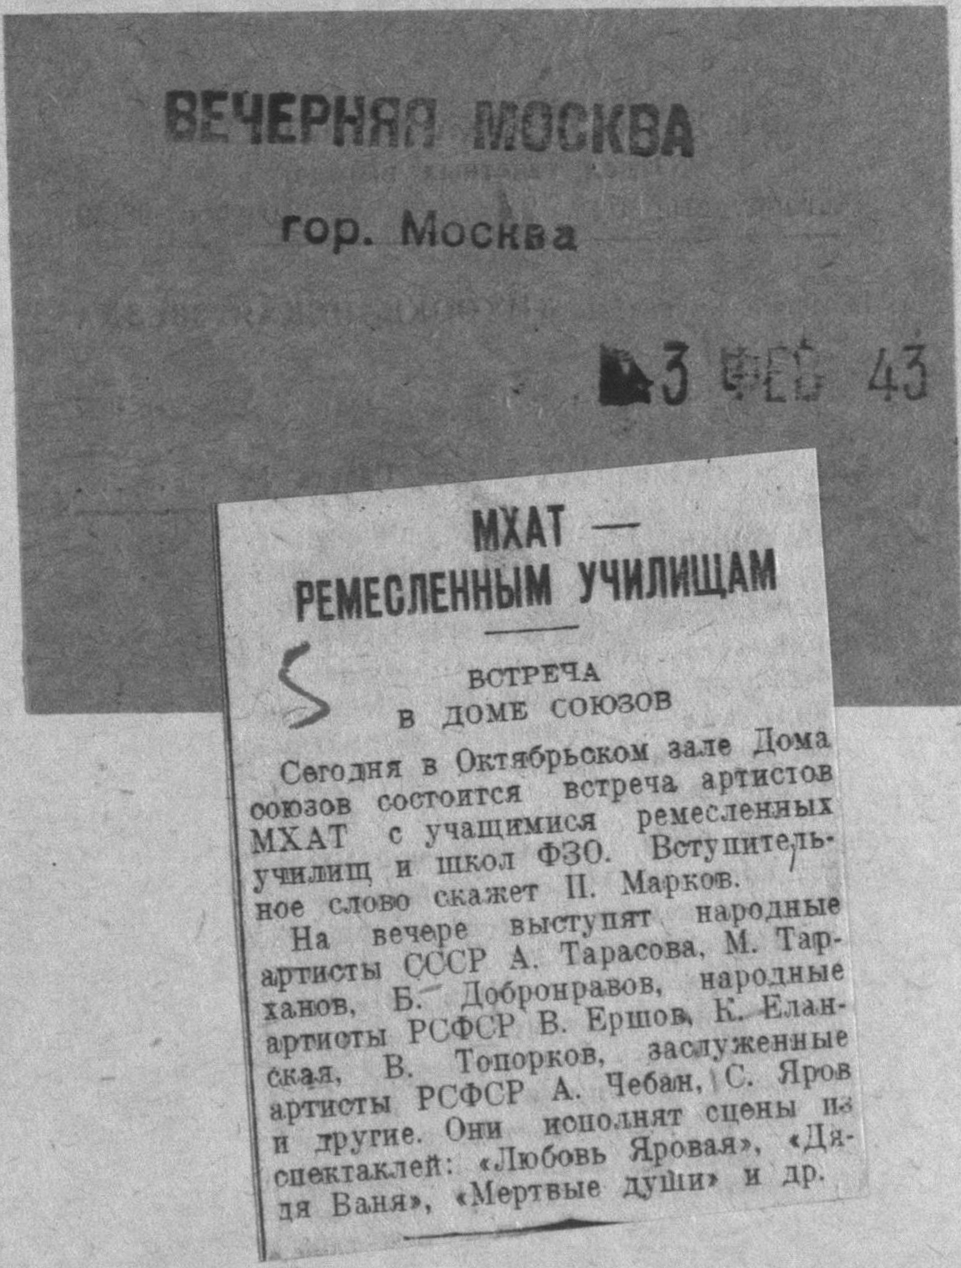 ВЕЧЕРНЯЯ МОСКВА
гор. Москва
3 ФЕВ 43
МХАТ —
РЕМЕСЛЕННЫМ УЧИЛИЩАМ
ВСТРЕЧА
В ДОМЕ СОЮЗОВ
Сегодня в Октябрьском зале Дома
союзов состоится встреча артистов
МХАТ с учащимися ремесленных
училищ и школ ФЗО. Вступитель-
ное слово скажет П. Марков.
На вечере выступят народные
артисты СССР А. Тарасова, М. Тар-
ханов, Б. Добронравов, народные
артисты РСФСР В. Ершов, К. Елан-
ская, В. Топорков, заслуженные
артисты РСФСР А. Чебан, С. Яров
и другие. Они исполнят сцены из
спектаклей: «Любовь Яровая», «Дя-
дя Ваня», «Мертвые души» и др.